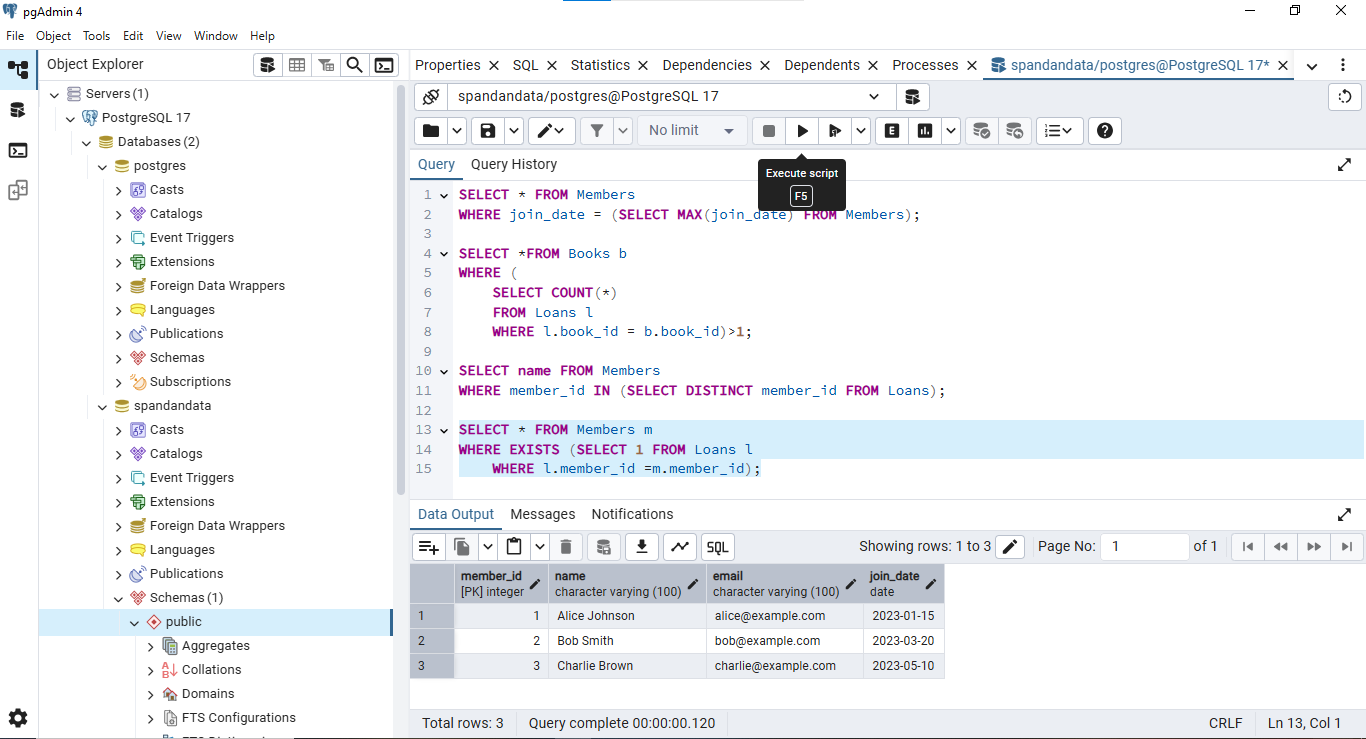 pgAdmin 4
File Object Tools Edit View Window Help
Object Explorer
Servers (1)
PostgreSQL 17
Databases (2)
postgres
Casts
Catalogs
Event Triggers
Extensions
Foreign Data Wrappers
Languages
Publications
Schemas
Subscriptions
spandandata
Casts
Catalogs
Event Triggers
Extensions
Foreign Data Wrappers
Languages
Publications
Schemas (1)
public
Aggregates
Collations
Domains
FTS Configurations
Properties SQL Statistics Dependencies Dependents Processes spandandata/postgres@PostgreSQL 17*
spandandata/postgres@PostgreSQL 17
No limit
E
Query Query History
Execute script
F5
1 SELECT * FROM Members
2 WHERE join_date = (SELECT MAX(join_date) FROM Members);
3
4 SELECT *FROM Books b
5 WHERE (
6 SELECT COUNT(*)
7 FROM Loans l
8 WHERE l.book_id = b.book_id)>1;
9
10 SELECT name FROM Members
11 WHERE member_id IN (SELECT DISTINCT member_id FROM Loans);
12
13 SELECT * FROM Members m
14 WHERE EXISTS (SELECT 1 FROM Loans l
15 WHERE l.member_id =m.member_id);
Data Output Messages Notifications
SQL Showing rows: 1 to 3 Page No: 1 of 1
member_id name email join_date
[PK] integer character varying (100) character varying (100) date
1 1 Alice Johnson alice@example.com 2023-01-15
2 2 Bob Smith bob@example.com 2023-03-20
3 3 Charlie Brown charlie@example.com 2023-05-10
Total rows: 3 Query complete 00:00:00.120 CRLF Ln 13, Col 1